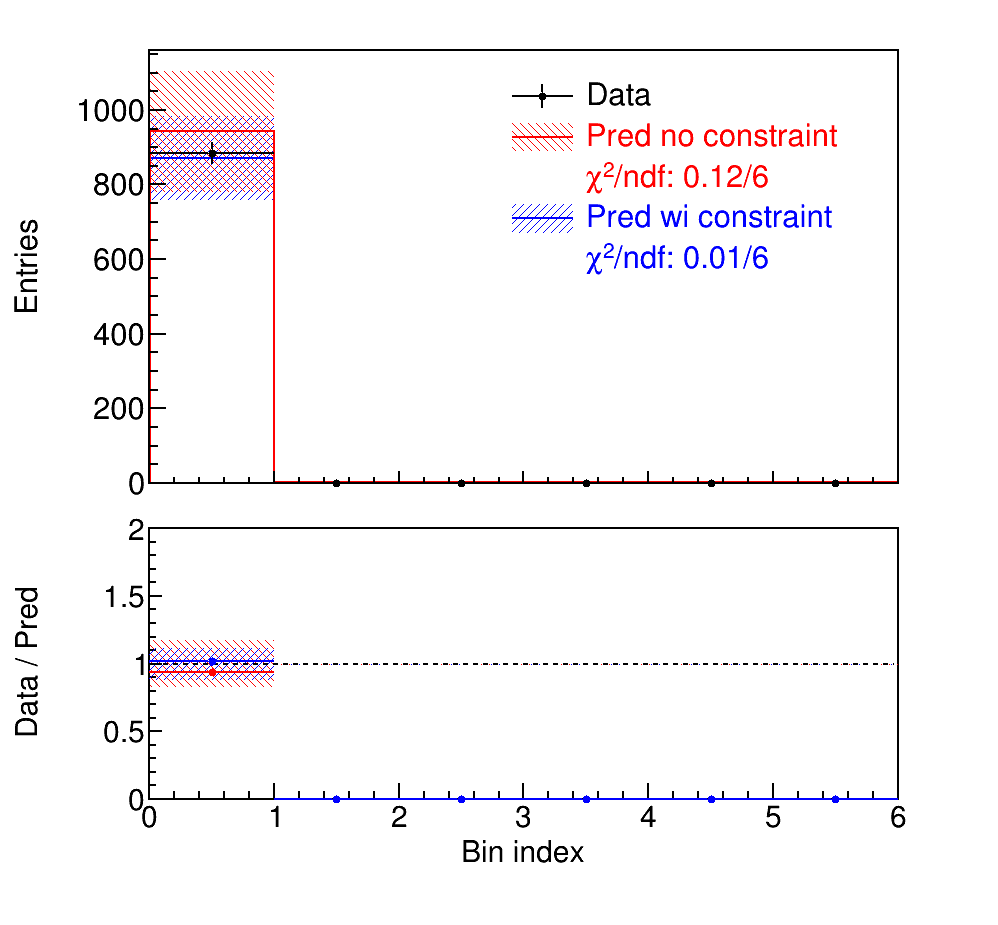 Entries
1000
800
600
400
200
0
Data
Pred no constraint
χ²/ndf: 0.12/6
Pred wi constraint
χ²/ndf: 0.01/6
Data / Pred
2
1.5
1
0.5
0
0 1 2 3 4 5 6
Bin index